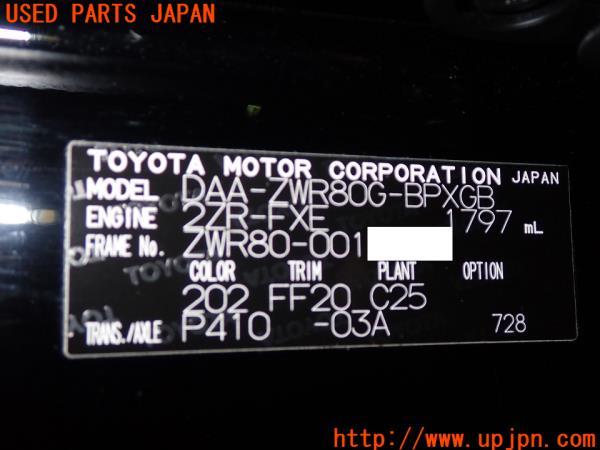 USED PARTS JAPAN
TOYOTA MOTOR CORPORATION JAPAN
MODEL DAA-ZWR80G-BPXGB
ENGINE 2ZR-FXE 1797 mL
FRAME No. ZWR80-001
COLOR TRIM PLANT OPTION
202 FF20 C25
TRANS./AXLE P410 -03A 728
http://www.upjpn.com/